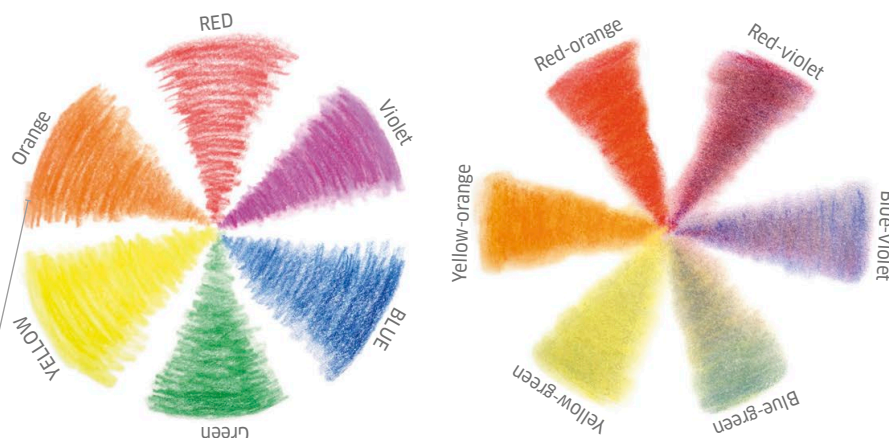 RED
Violet
BLUE
Green
YELLOW
Orange
Red-orange
Red-violet
Blue-violet
Blue-green
Yellow-green
Yellow-orange